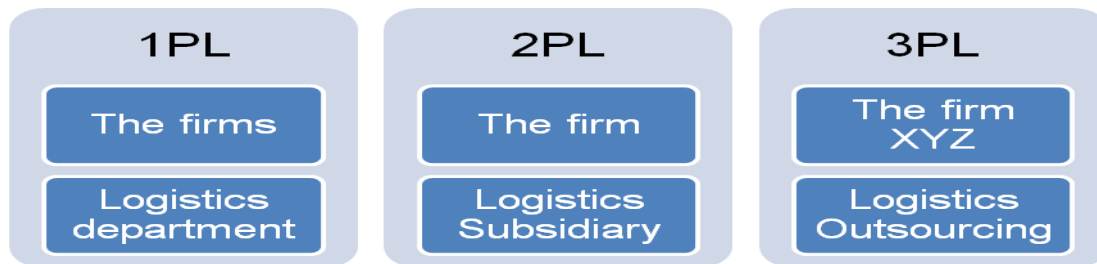 1PL
The firms
Logistics
department
2PL
The firm
Logistics
Subsidiary
3PL
The firm
XYZ
Logistics
Outsourcing